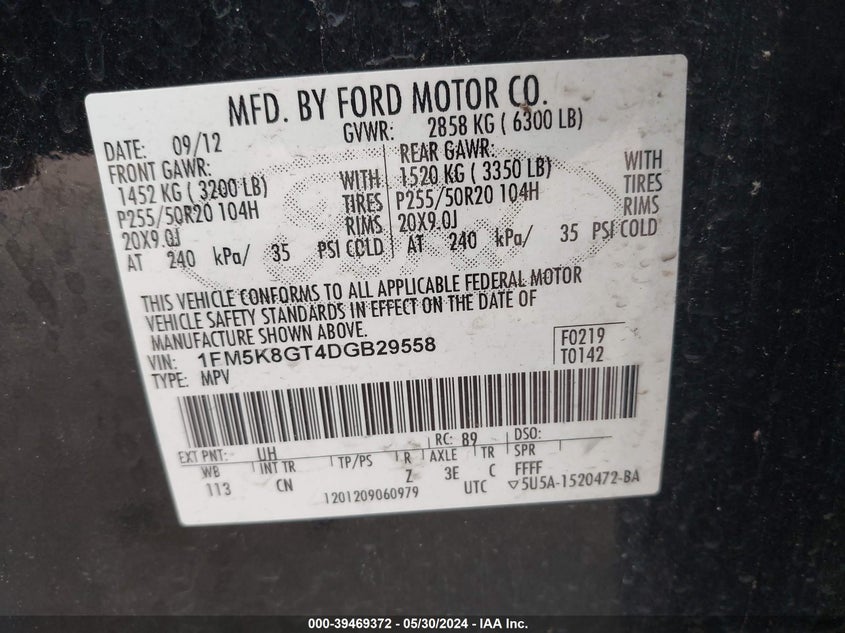 MFD. BY FORD MOTOR CO.
DATE: 09/12 GVWR: 2858 KG ( 6300 LB)
FRONT GAWR: REAR GAWR:
1452 KG ( 3200 LB) WITH 1520 KG ( 3350 LB) WITH
P255/50R20 104H TIRES P255/50R20 104H TIRES
20X9.0J RIMS 20X9.0J RIMS
AT 240 kPa/ 35 PSI COLD AT 240 kPa/ 35 PSI COLD
THIS VEHICLE CONFORMS TO ALL APPLICABLE FEDERAL MOTOR
VEHICLE SAFETY STANDARDS IN EFFECT ON THE DATE OF
MANUFACTURE SHOWN ABOVE.
VIN: 1FM5K8GT4DGB29558 F0219
TYPE: MPV T0142
EXT PNT: UH RC: 89 DSO:
WB INT TR TP/PS R AXLE TR SPR
113 CN Z 3E C FFFF
1201209060979 UTC ▽5U5A-1520472-BA
000-39469372 - 05/30/2024 - IAA Inc.